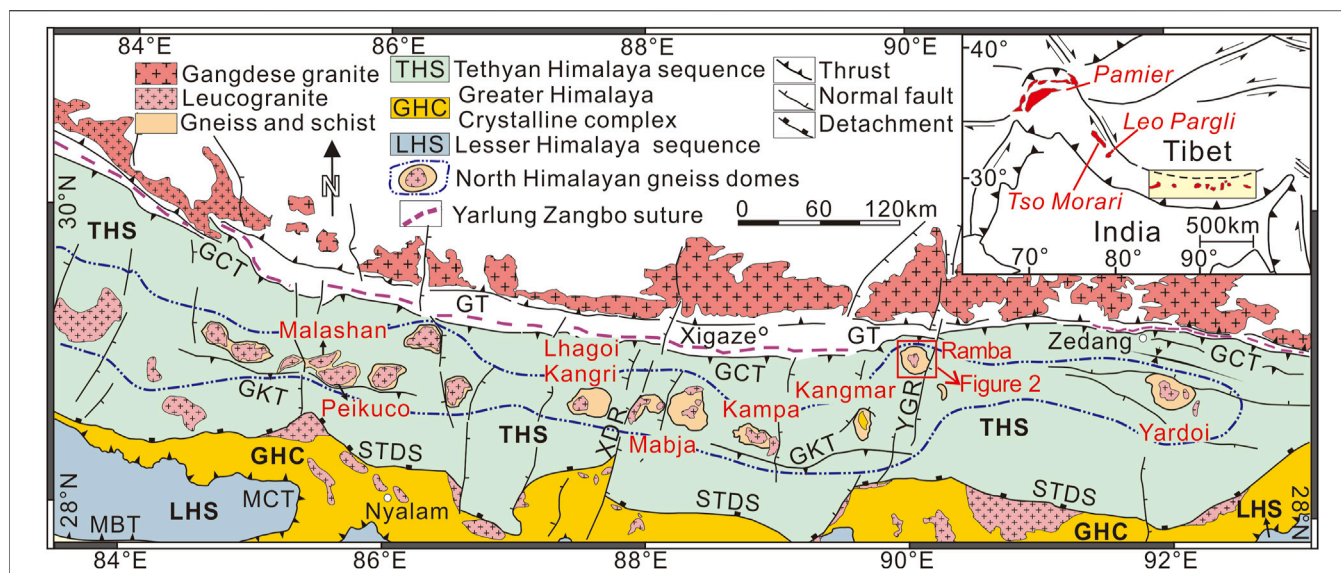 84°E
86°E
88°E
90°E
Gangdese granite
Leucogranite
Gneiss and schist
THS Tethyan Himalaya sequence
GHC Greater Himalaya
Crystalline complex
LHS Lesser Himalaya sequence
North Himalayan gneiss domes
Yarlung Zangbo suture
Thrust
Normal fault
Detachment
N
0 60 120km
40°
30°
Pamier
Leo Pargli
Tibet
Tso Morari
India
500km
70°
80°
90°
30°N
THS
GCT
GT
Xigaze
GT
Zedang
GCT
Malashan
Lhagoi
Kangri
GCT
Kangmar
Ramba
Figure 2
GKT
Peikuco
Kampa
YGR
XDR
THS
Mabja
GKT
THS
Yardoi
GHC
STDS
STDS
STDS
28°N
LHS
MCT
MBT
Nyalam
GHC
LHS
28°N
84°E
86°E
88°E
90°E
92°E